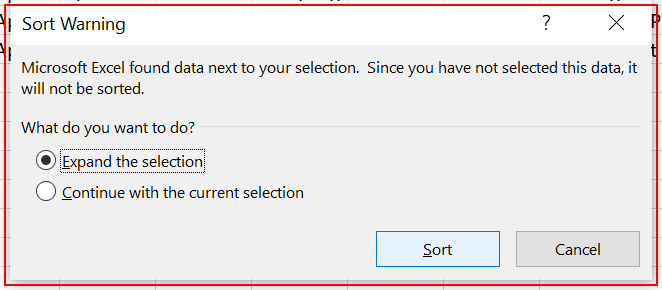 Sort Warning
?
Microsoft Excel found data next to your selection.  Since you have not selected this data, it
will not be sorted.
What do you want to do?
Expand the selection
Continue with the current selection
Sort
Cancel